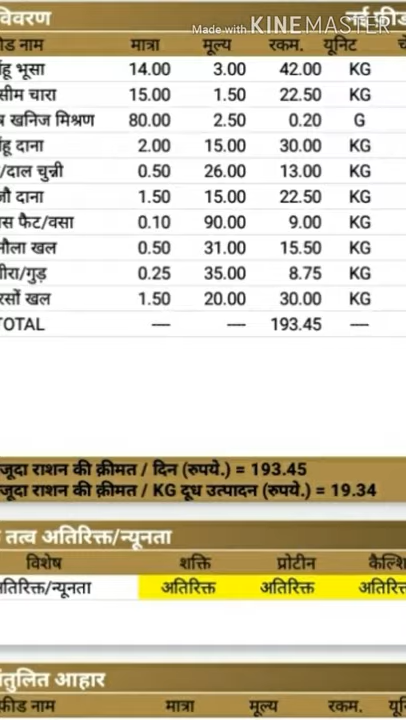 Made with KINEMASTER
विवरण नई फ़ीड
ीड नाम मात्रा मूल्य रकम. यूनिट
हू भूसा 14.00 3.00 42.00 KG
सीम चारा 15.00 1.50 22.50 KG
खनिज मिश्रण 80.00 2.50 0.20 G
हू दाना 2.00 15.00 30.00 KG
/दाल चुन्नी 0.50 26.00 13.00 KG
जौ दाना 1.50 15.00 22.50 KG
ास फैट/वसा 0.10 90.00 9.00 KG
नौला खल 0.50 31.00 15.50 KG
ीरा/गुड़ 0.25 35.00 8.75 KG
रसों खल 1.50 20.00 30.00 KG
TOTAL ---- ---- 193.45 ----
जूदा राशन की क़ीमत / दिन (रुपये.) = 193.45
जूदा राशन की क़ीमत / KG दूध उत्पादन (रुपये.) = 19.34
तत्व अतिरिक्त/न्यूनता
विशेष शक्ति प्रोटीन कैल्शि
अतिरिक्त/न्यूनता अतिरिक्त अतिरिक्त अतिरिक्त
ंतुलित आहार
फ़ीड नाम मात्रा मूल्य रकम. यूनि